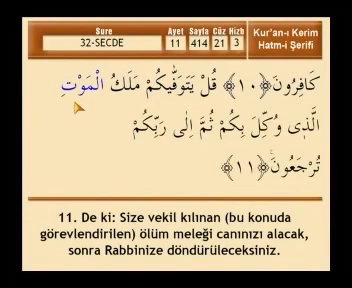 Sure Ayet Sayfa Cüz Hizb
32-SECDE 11 414 21 3
Kur'an-ı Kerim
Hatm-i Şerifi
كَافِرُونَ ﴿١٠﴾ قُلْ يَتَوَفّٰيكُمْ مَلَكُ الْمَوْتِ
الَّذ۪ى وُكِّلَ بِكُمْ ثُمَّ اِلٰى رَبِّكُمْ
تُرْجَعُونَ۟ ﴿١١﴾
11. De ki: Size vekil kılınan (bu konuda
görevlendirilen) ölüm meleği canınızı alacak,
sonra Rabbinize döndürüleceksiniz.